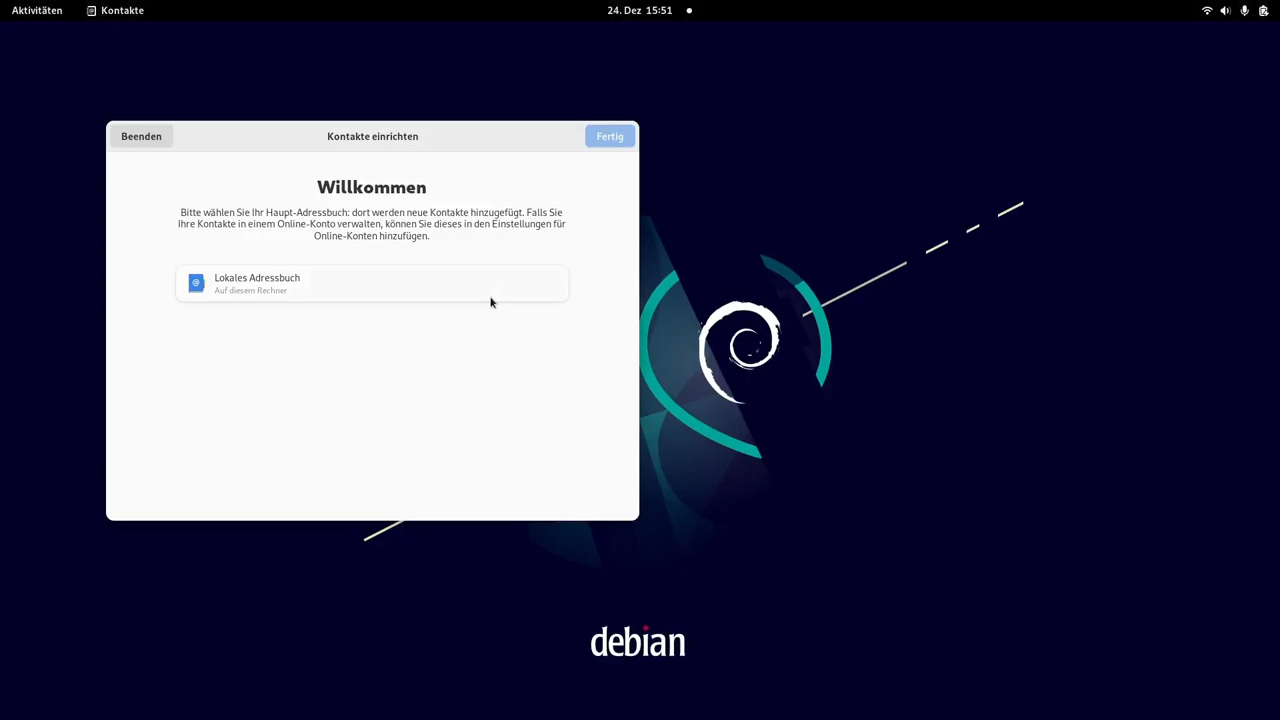 Aktivitäten
Kontakte
24. Dez 15:51
Beenden
Kontakte einrichten
Fertig
Willkommen
Bitte wählen Sie Ihr Haupt-Adressbuch: dort werden neue Kontakte hinzugefügt. Falls Sie
Ihre Kontakte in einem Online-Konto verwalten, können Sie dieses in den Einstellungen für
Online-Konten hinzufügen.
Lokales Adressbuch
Auf diesem Rechner
debian